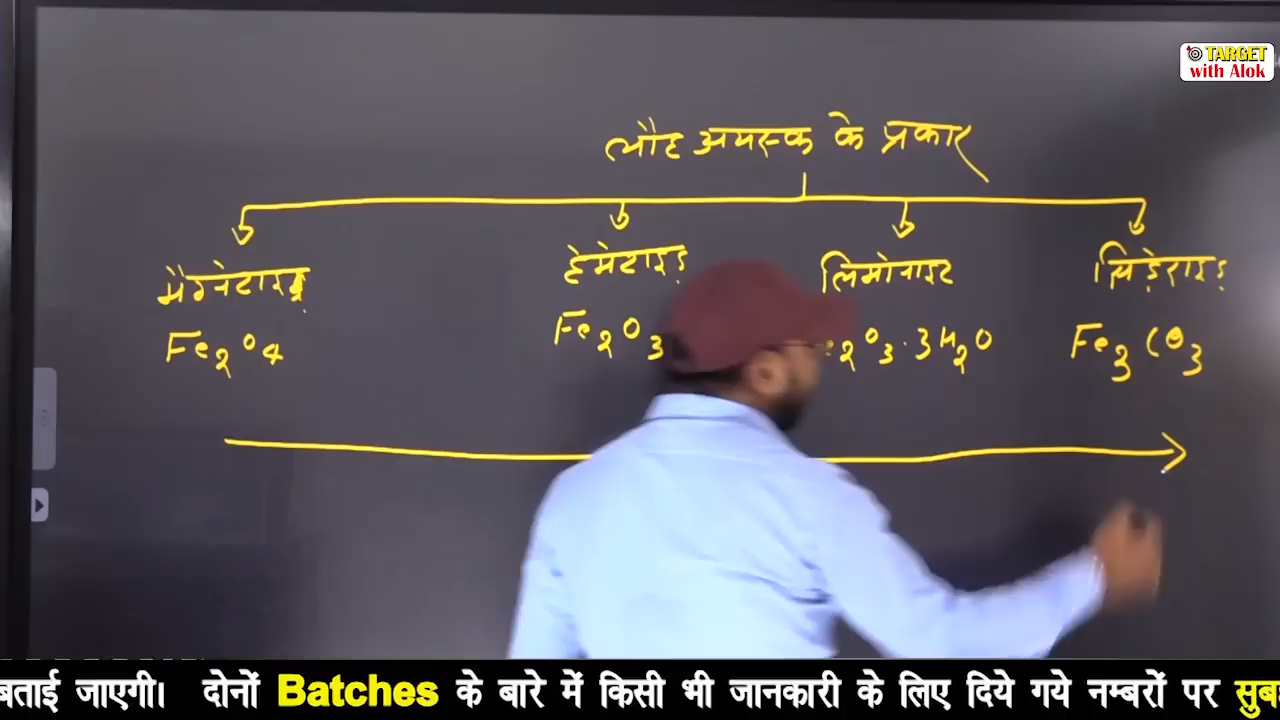 TARGET
with Alok
लौह अयस्क के प्रकार
मैग्नेटाइट हेमेटाइट लिमोनाइट सिडेराइट
Fe₂O₄ Fe₂O₃ ₂O₃.3H₂O Fe₃CO₃
बताई जाएगी। दोनों Batches के बारे में किसी भी जानकारी के लिए दिये गये नम्बरों पर सुब